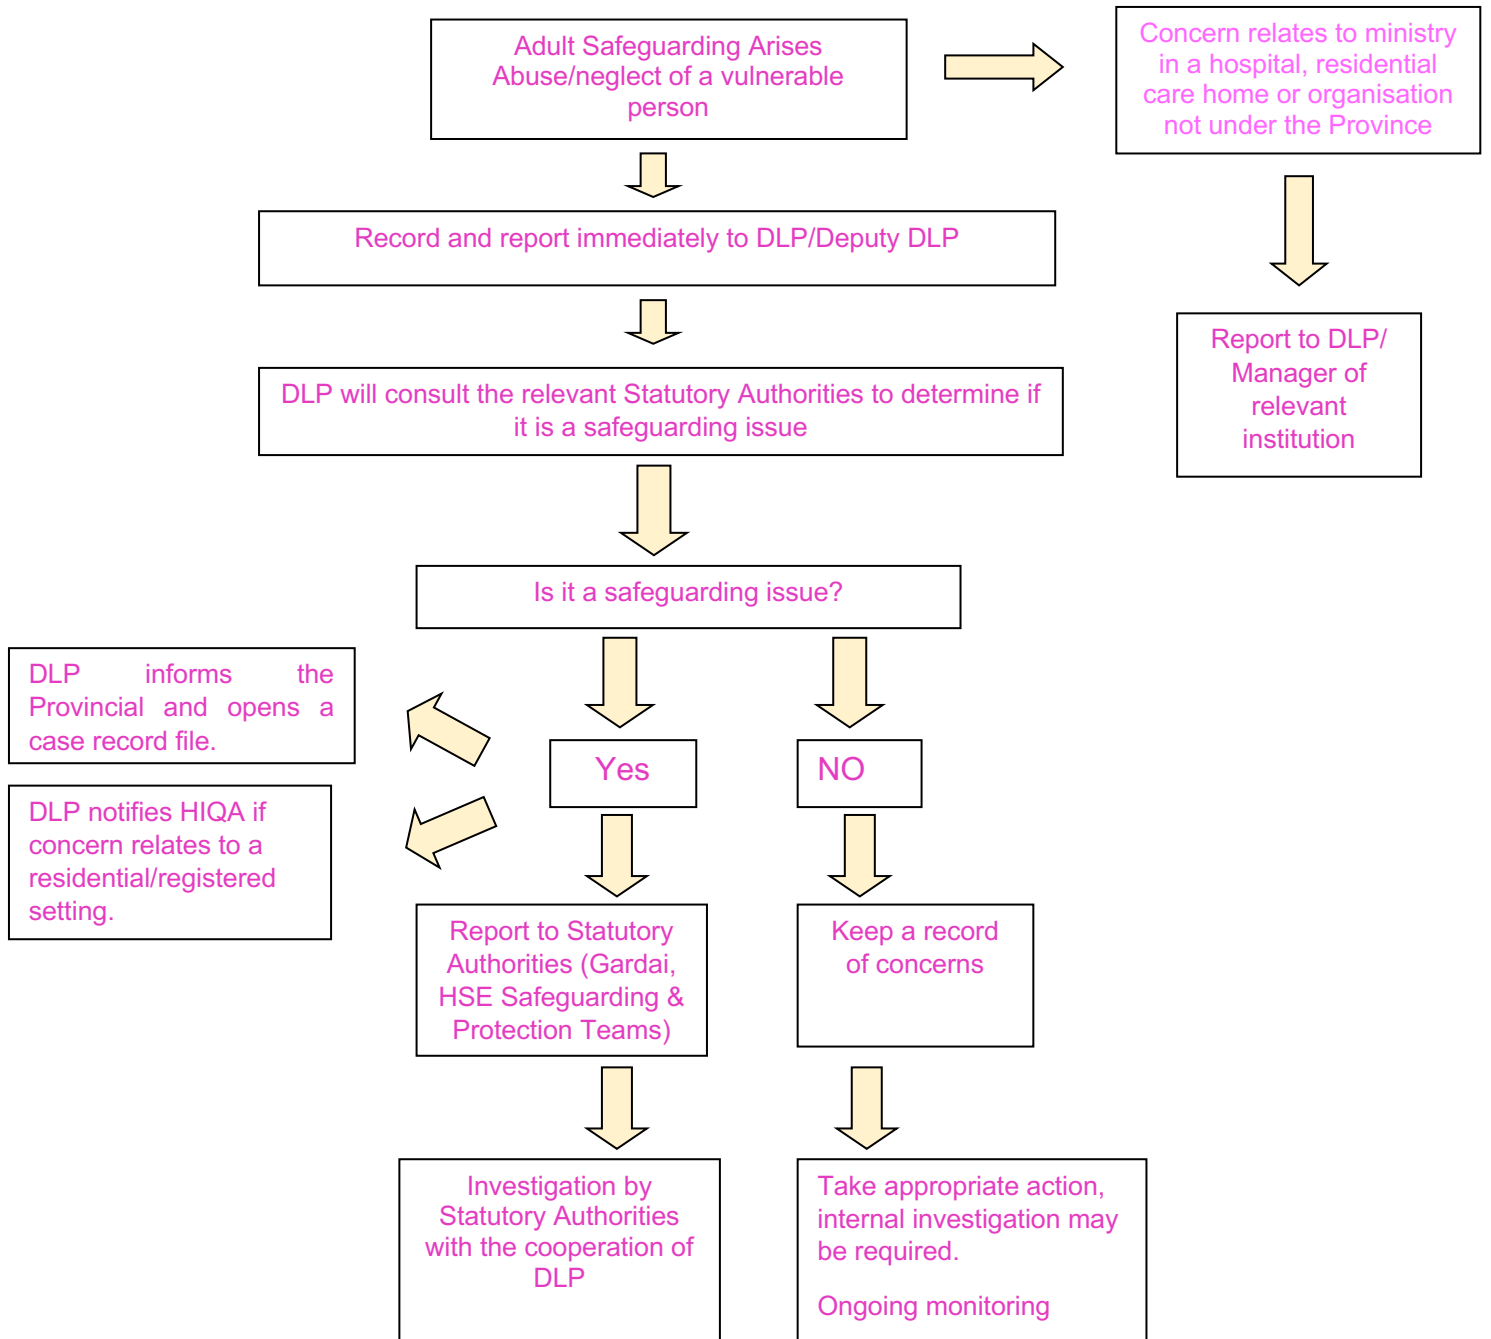 Adult Safeguarding Arises
Abuse/neglect of a vulnerable
person
Concern relates to ministry
in a hospital, residential
care home or organisation
not under the Province
Record and report immediately to DLP/Deputy DLP
Report to DLP/
Manager of
relevant
institution
DLP will consult the relevant Statutory Authorities to determine if
it is a safeguarding issue
Is it a safeguarding issue?
DLP informs the
Provincial and opens a
case record file.
DLP notifies HIQA if
concern relates to a
residential/registered
setting.
Yes
NO
Report to Statutory
Authorities (Gardai,
HSE Safeguarding &
Protection Teams)
Keep a record
of concerns
Investigation by
Statutory Authorities
with the cooperation of
DLP
Take appropriate action,
internal investigation may
be required.
Ongoing monitoring